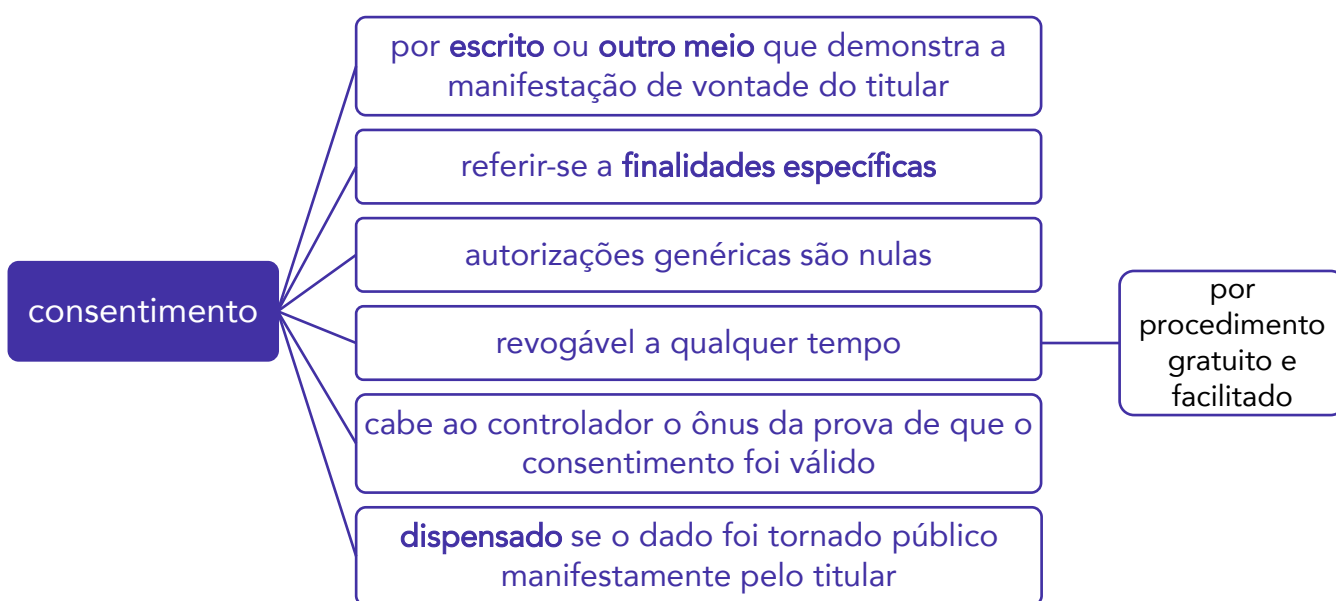 por escrito ou outro meio que demonstra a
manifestação de vontade do titular
referir-se a finalidades específicas
autorizações genéricas são nulas
consentimento
revogável a qualquer tempo
por
procedimento
gratuito e
facilitado
cabe ao controlador o ônus da prova de que o
consentimento foi válido
dispensado se o dado foi tornado público
manifestamente pelo titular